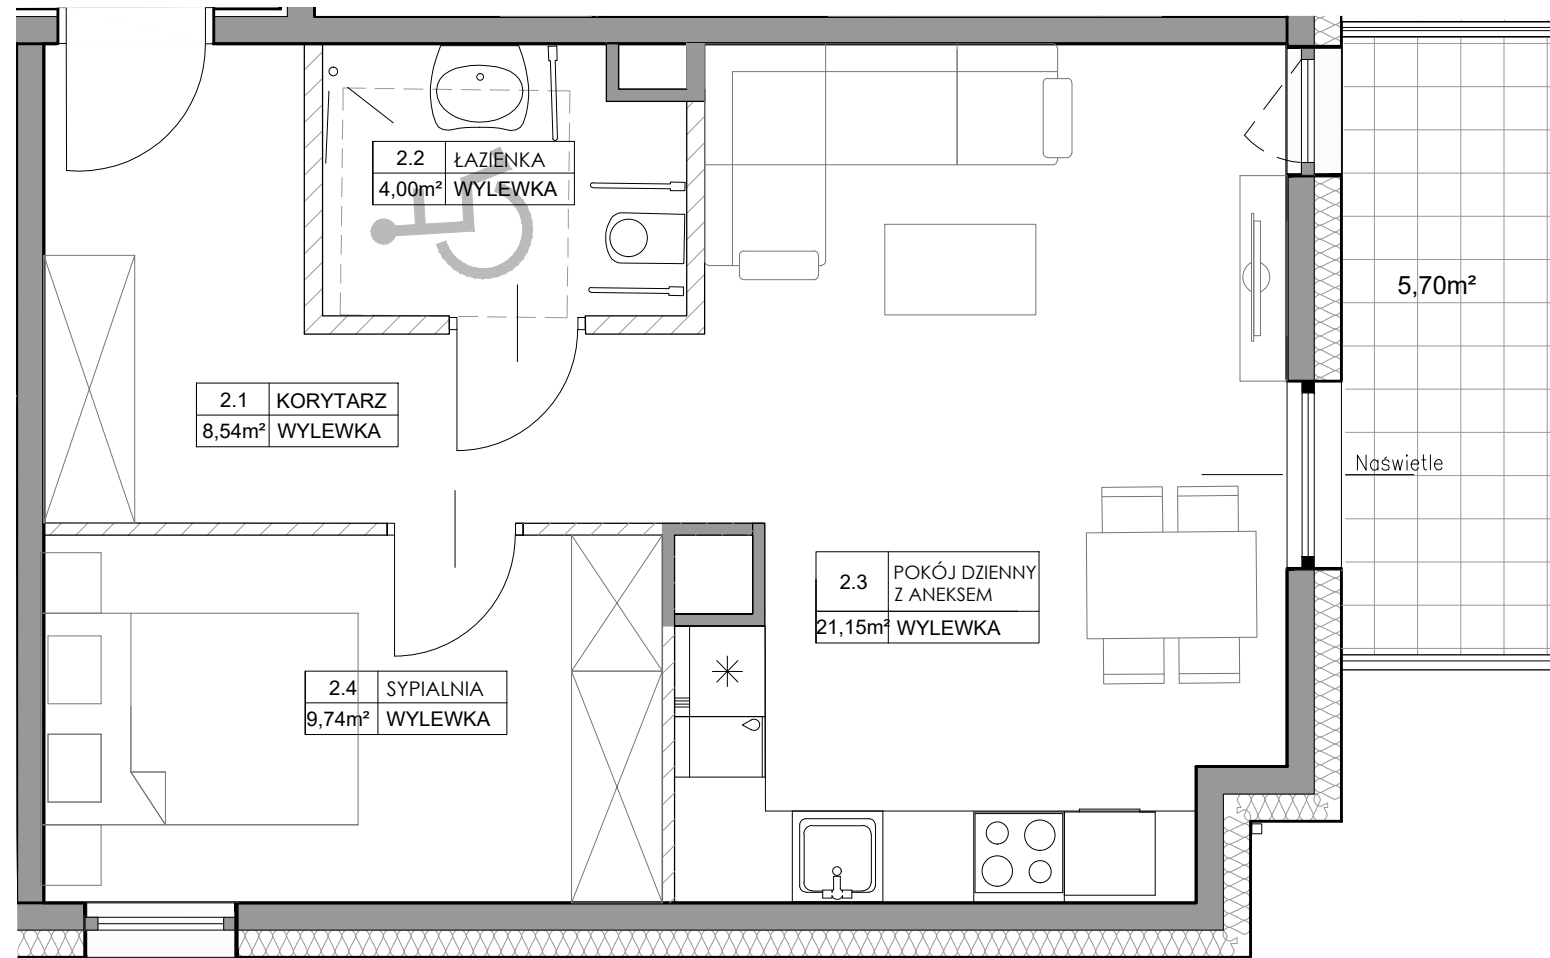 2.2 ŁAZIENKA
4,00m² WYLEWKA
5,70m²
2.1 KORYTARZ
8,54m² WYLEWKA
Naświetle
2.3 POKÓJ DZIENNY
Z ANEKSEM
21,15m² WYLEWKA
2.4 SYPIALNIA
9,74m² WYLEWKA